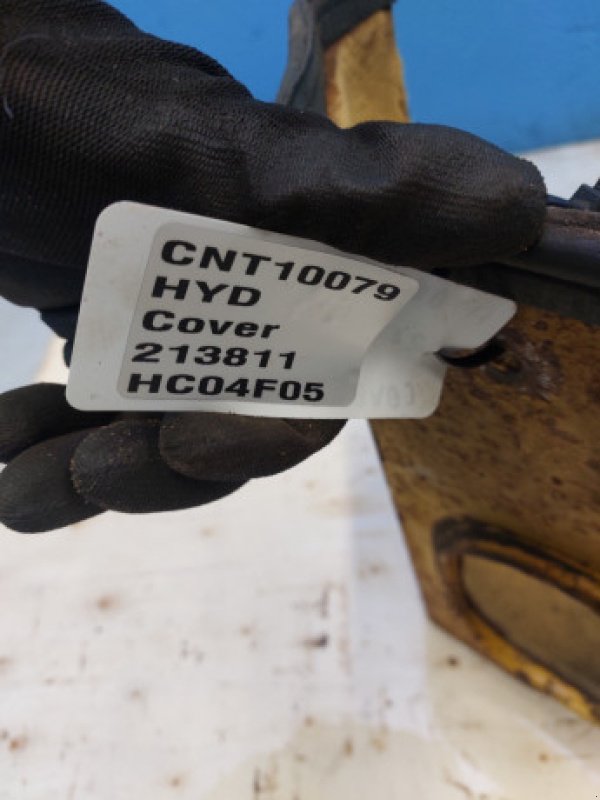 CNT10079
HYD
Cover
213811
HC04F05